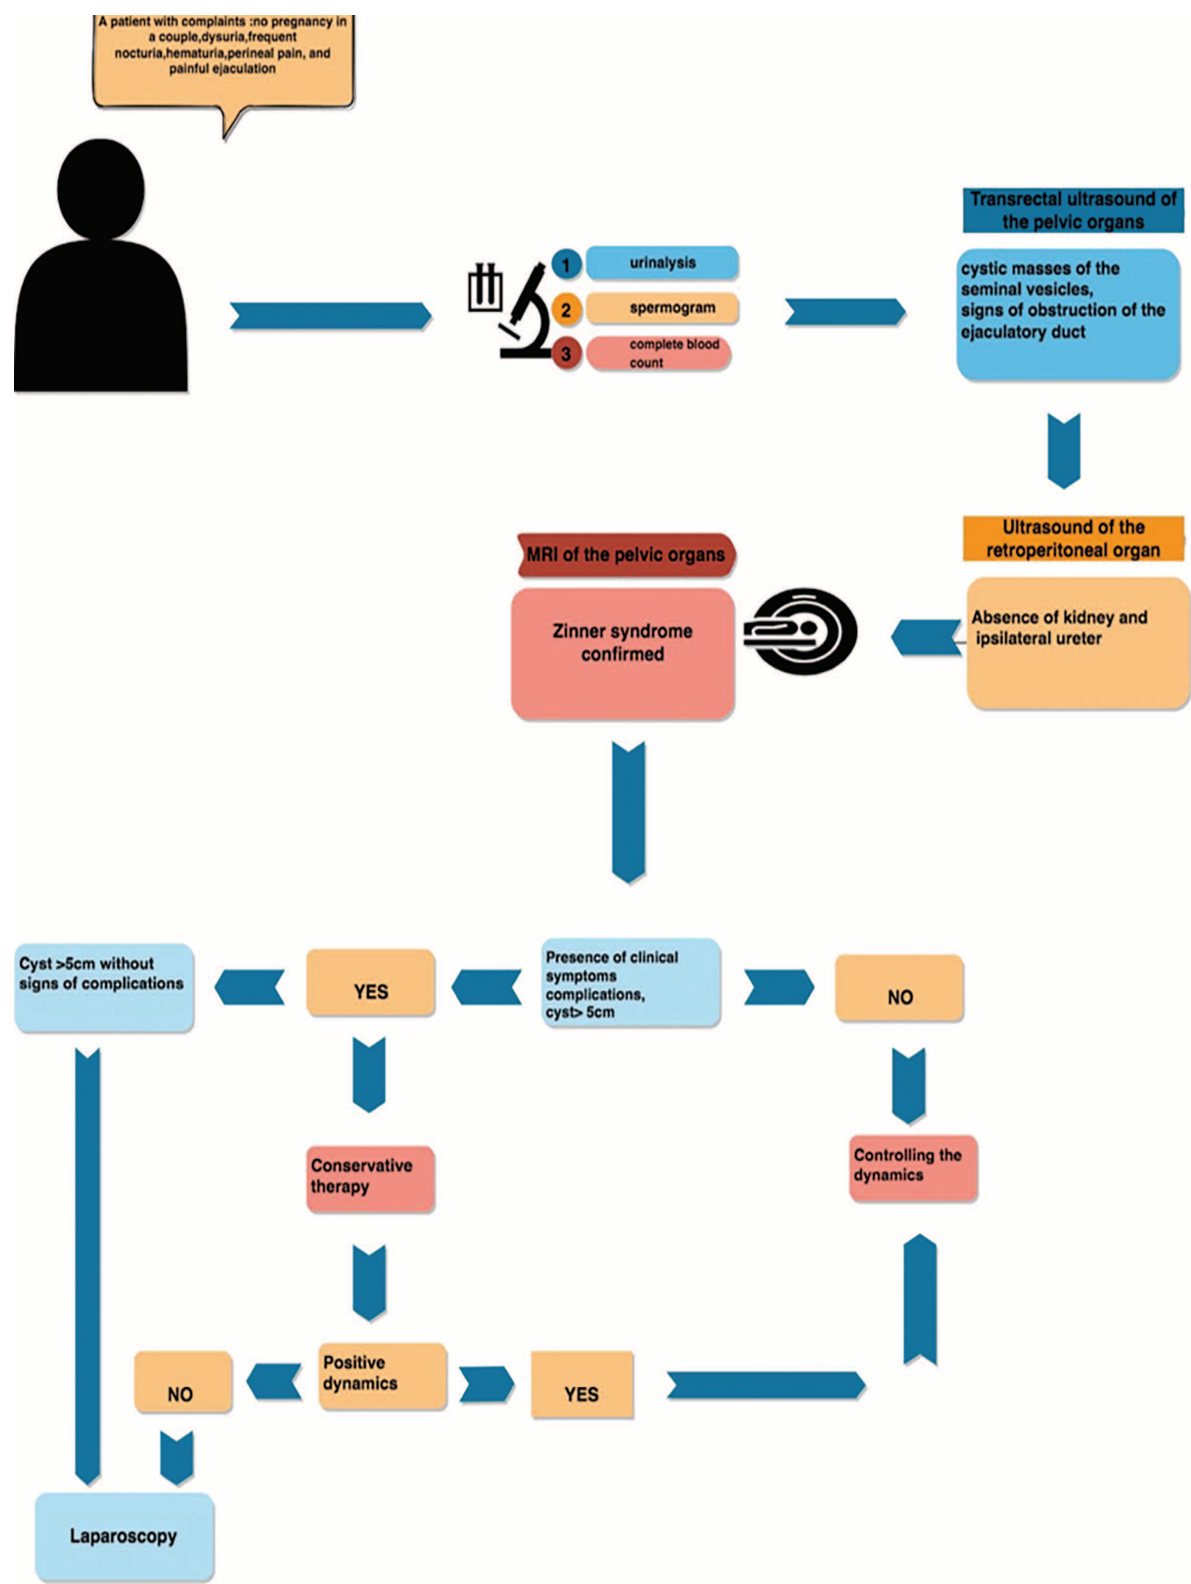 A patient with complaints :no pregnancy in
a couple,dysuria,frequent
nocturia,hematuria,perineal pain, and
painful ejaculation
1
urinalysis
2
spermogram
3
complete blood
count
Transrectal ultrasound of
the pelvic organs
cystic masses of the
seminal vesicles,
signs of obstruction of the
ejaculatory duct
Ultrasound of the
retroperitoneal organ
Absence of kidney and
ipsilateral ureter
MRI of the pelvic organs
Zinner syndrome
confirmed
Presence of clinical
symptoms
complications,
cyst> 5cm
YES
Cyst >5cm without
signs of complications
NO
Conservative
therapy
Controlling the
dynamics
Positive
dynamics
NO
YES
Laparoscopy